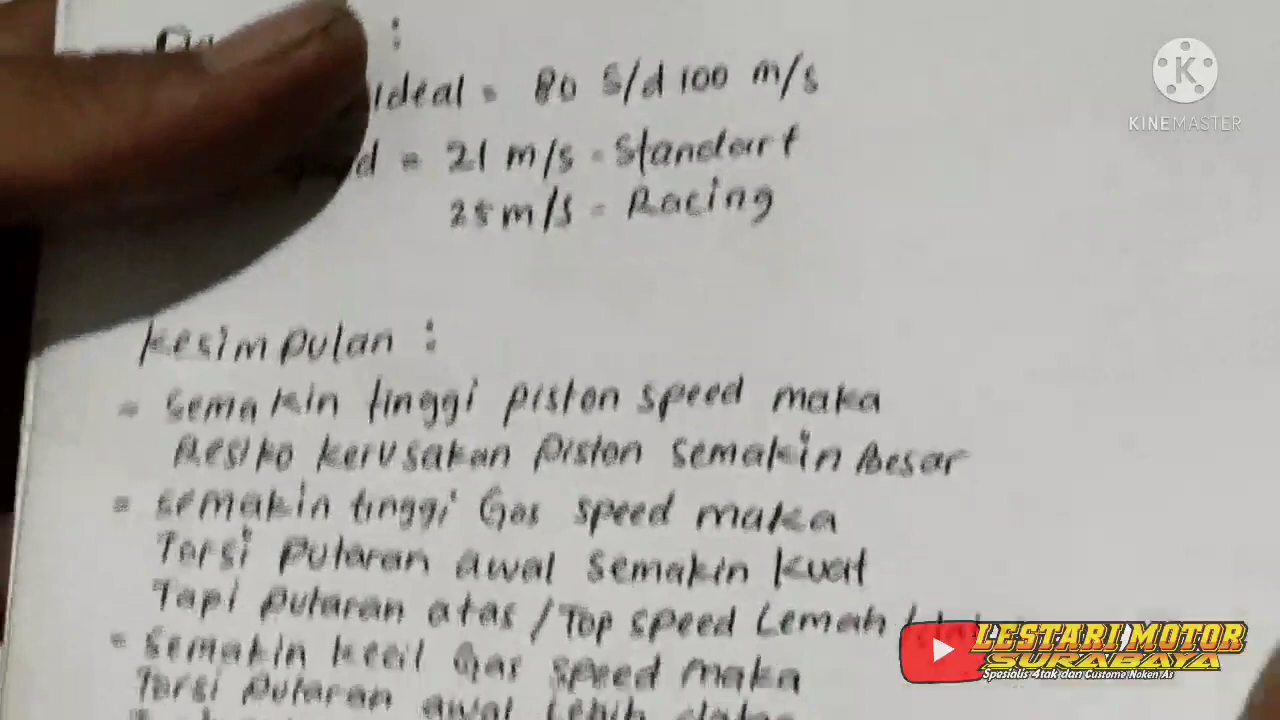 :
ideal = 80 s/d 100 m/s
= 21 m/s - Standart
25 m/s - Racing
Kesimpulan :
= semakin tinggi piston speed maka
Resiko kerusakan piston semakin besar
= semakin tinggi Gas speed maka
Torsi putaran awal semakin kuat
Tapi putaran atas / Top speed Lemah
= semakin kecil Gas speed maka
Torsi putaran awal Lebih
KINEMASTER
LESTARI MOTOR
SURABAYA
Spesialis 4tak dan Custome Noken As